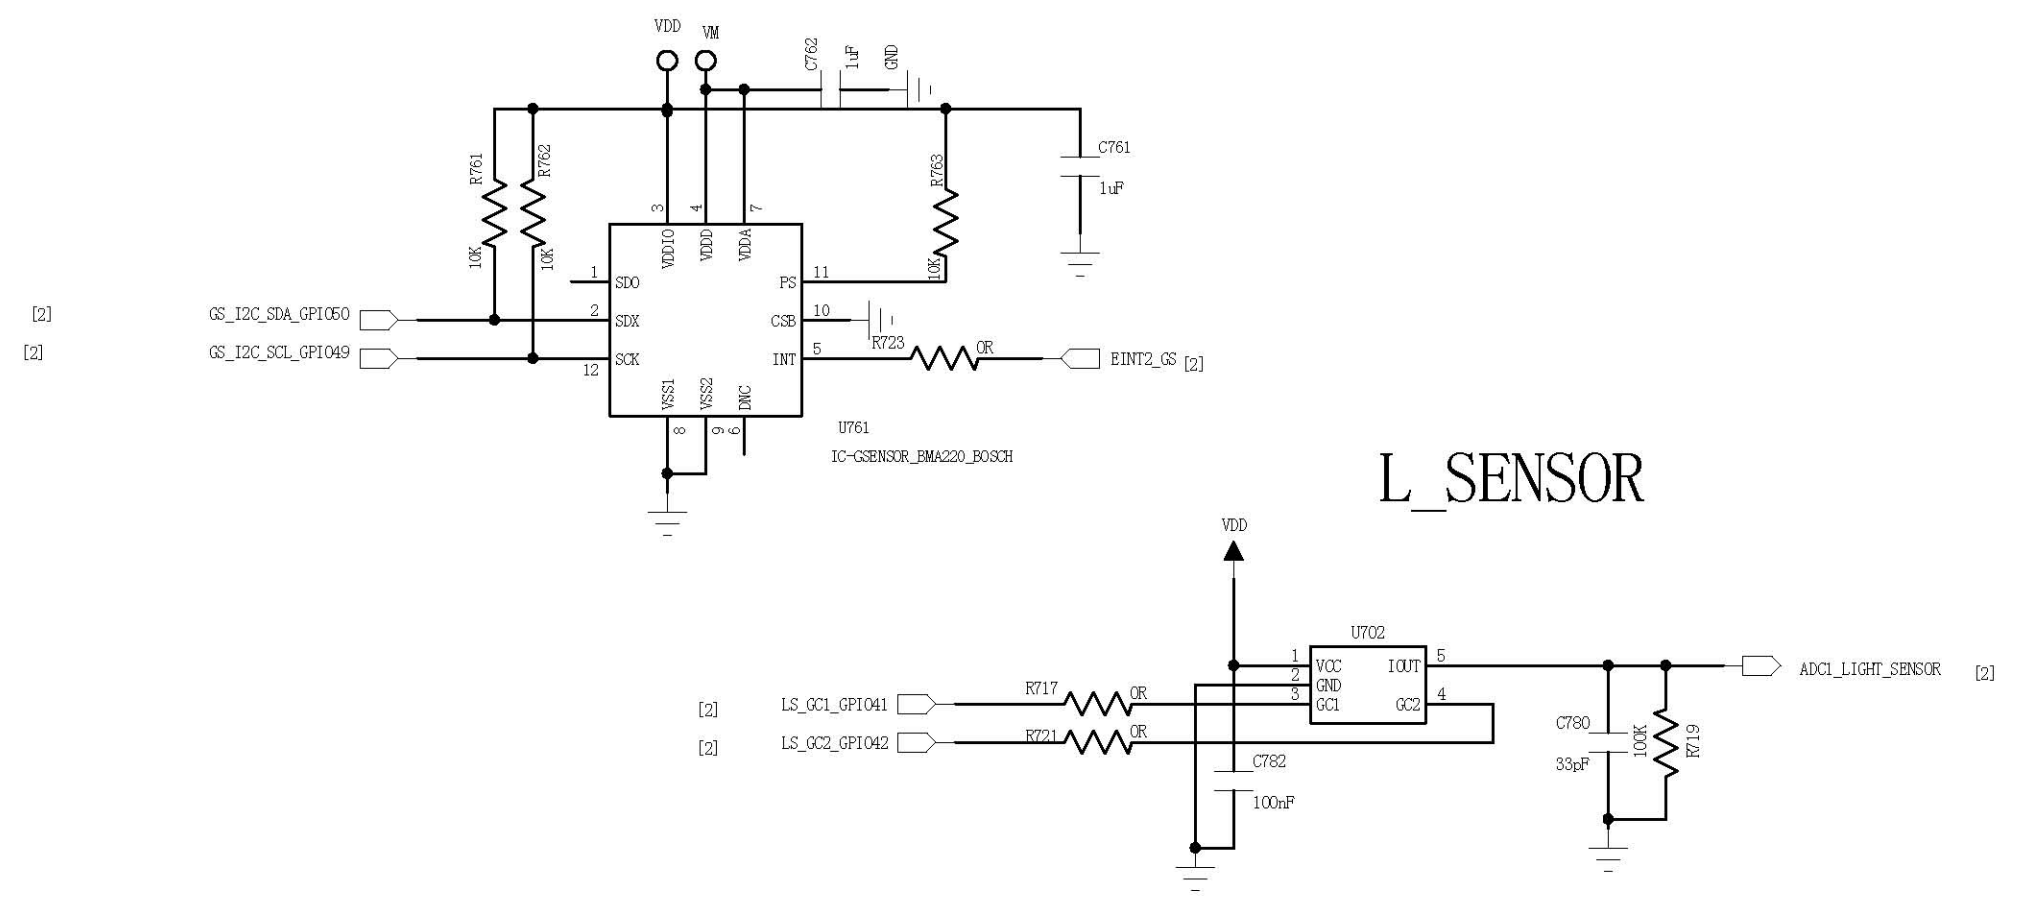 VDD
VM
C762
1uF
GND
R761
R762
10K
10K
R763
10K
C761
1uF
3
4
7
VDDIO
VDDD
VDDA
1
SDO
PS
11
[2]
GS_I2C_SDA_GPIO50
2
SDX
CSB
10
[2]
GS_I2C_SCL_GPIO49
12
SCK
INT
5
R723
0R
EINT2_GS
[2]
VSS1
VSS2
DNC
8
9
6
U761
IC-GSENSOR_BMA220_BOSCH
L_SENSOR
VDD
U702
1
VCC
IOUT
5
2
GND
3
GC1
GC2
4
ADC1_LIGHT_SENSOR
[2]
[2]
LS_GC1_GPIO41
R717
0R
[2]
LS_GC2_GPIO42
R721
0R
C782
100nF
C780
33pF
100K
R719